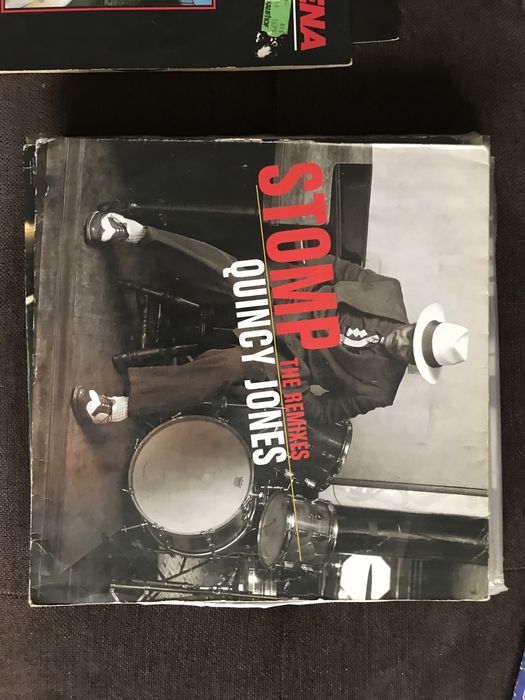 ENA
STOMP
THE REMIXES
QUINCY JONES